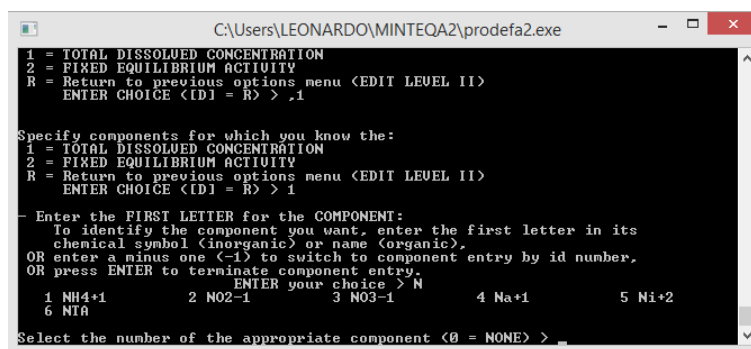 C:\Users\LEONARDO\MINTEQA2\prodefa2.exe
1 = TOTAL DISSOLVED CONCENTRATION
2 = FIXED EQUILIBRIUM ACTIVITY
R = Return to previous options menu (EDIT LEVEL II)
ENTER CHOICE ([D] = R) > ,1
Specify components for which you know the:
1 = TOTAL DISSOLVED CONCENTRATION
2 = FIXED EQUILIBRIUM ACTIVITY
R = Return to previous options menu (EDIT LEVEL II)
ENTER CHOICE ([D] = R) > 1
- Enter the FIRST LETTER for the COMPONENT:
To identify the component you want, enter the first letter in its
chemical symbol (inorganic) or name (organic),
OR enter a minus one (-1) to switch to component entry by id number,
OR press ENTER to terminate component entry.
ENTER your choice > N
1 NH4+1 2 NO2-1 3 NO3-1 4 Na+1 5 Ni+2
6 NTA
Select the number of the appropriate component (0 = NONE) > _